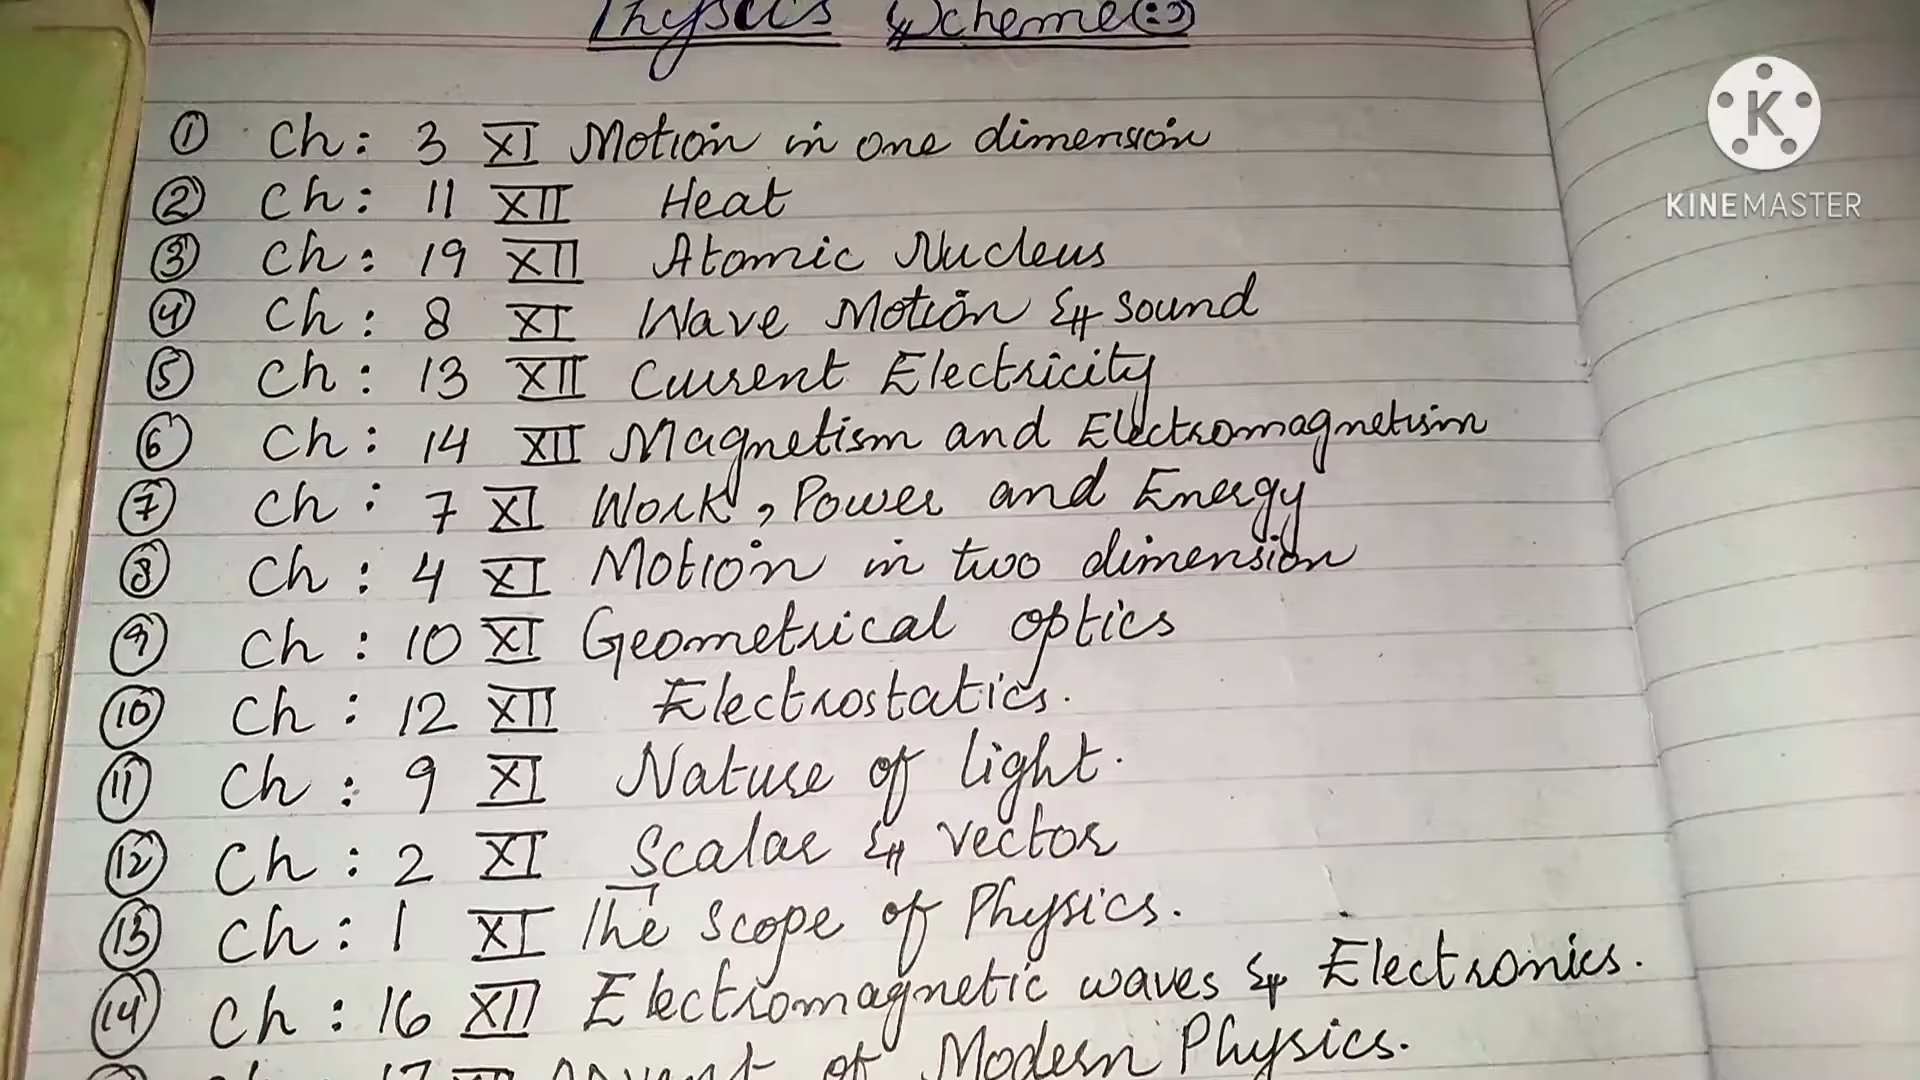 Physics Scheme:-
① Ch: 3 XI Motion in one dimension
② Ch: 11 XII Heat
③ Ch: 19 XII Atomic Nucleus
④ Ch: 8 XI Wave Motion & sound
⑤ Ch: 13 XII Current Electricity
⑥ Ch: 14 XII Magnetism and Electromagnetism
⑦ Ch: 7 XI Work, Power and Energy
⑧ Ch: 4 XI Motion in two dimension
⑨ Ch: 10 XI Geometrical optics
⑩ Ch: 12 XII Electrostatics.
⑪ Ch: 9 XI Nature of light.
⑫ Ch: 2 XI Scalar & vector
⑬ Ch: 1 XI The Scope of Physics.
⑭ Ch: 16 XII Electromagnetic waves & Electronics.
Ch: 17 XII Advent of Modern Physics.
K
KINEMASTER